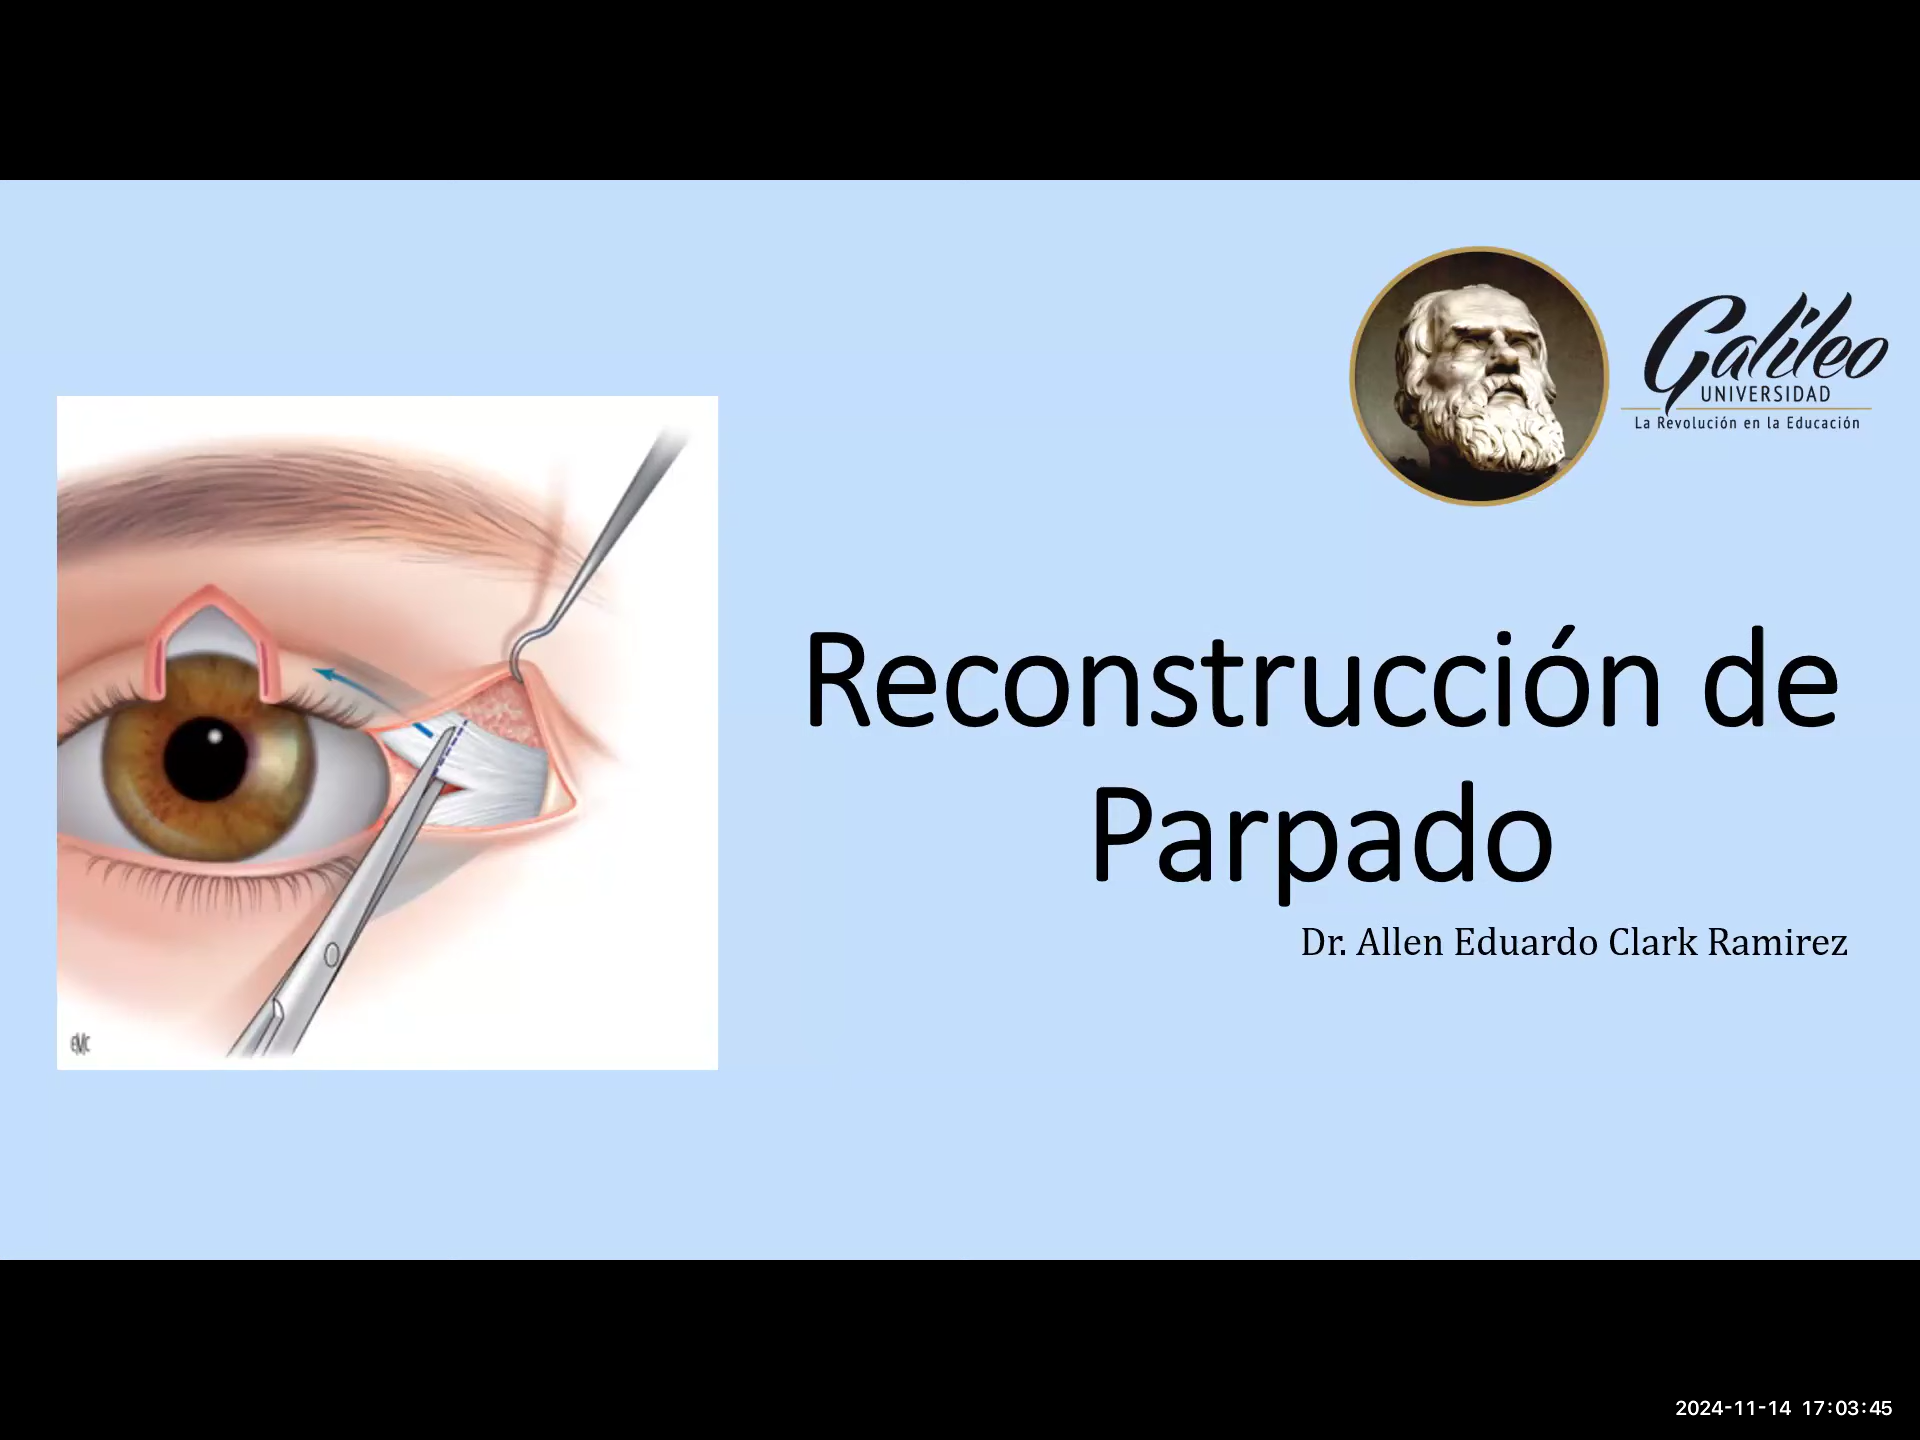 Galileo
UNIVERSIDAD
La Revolución en la Educación
Reconstrucción de
Parpado
Dr. Allen Eduardo Clark Ramirez
EMC
2024-11-14 17:03:45